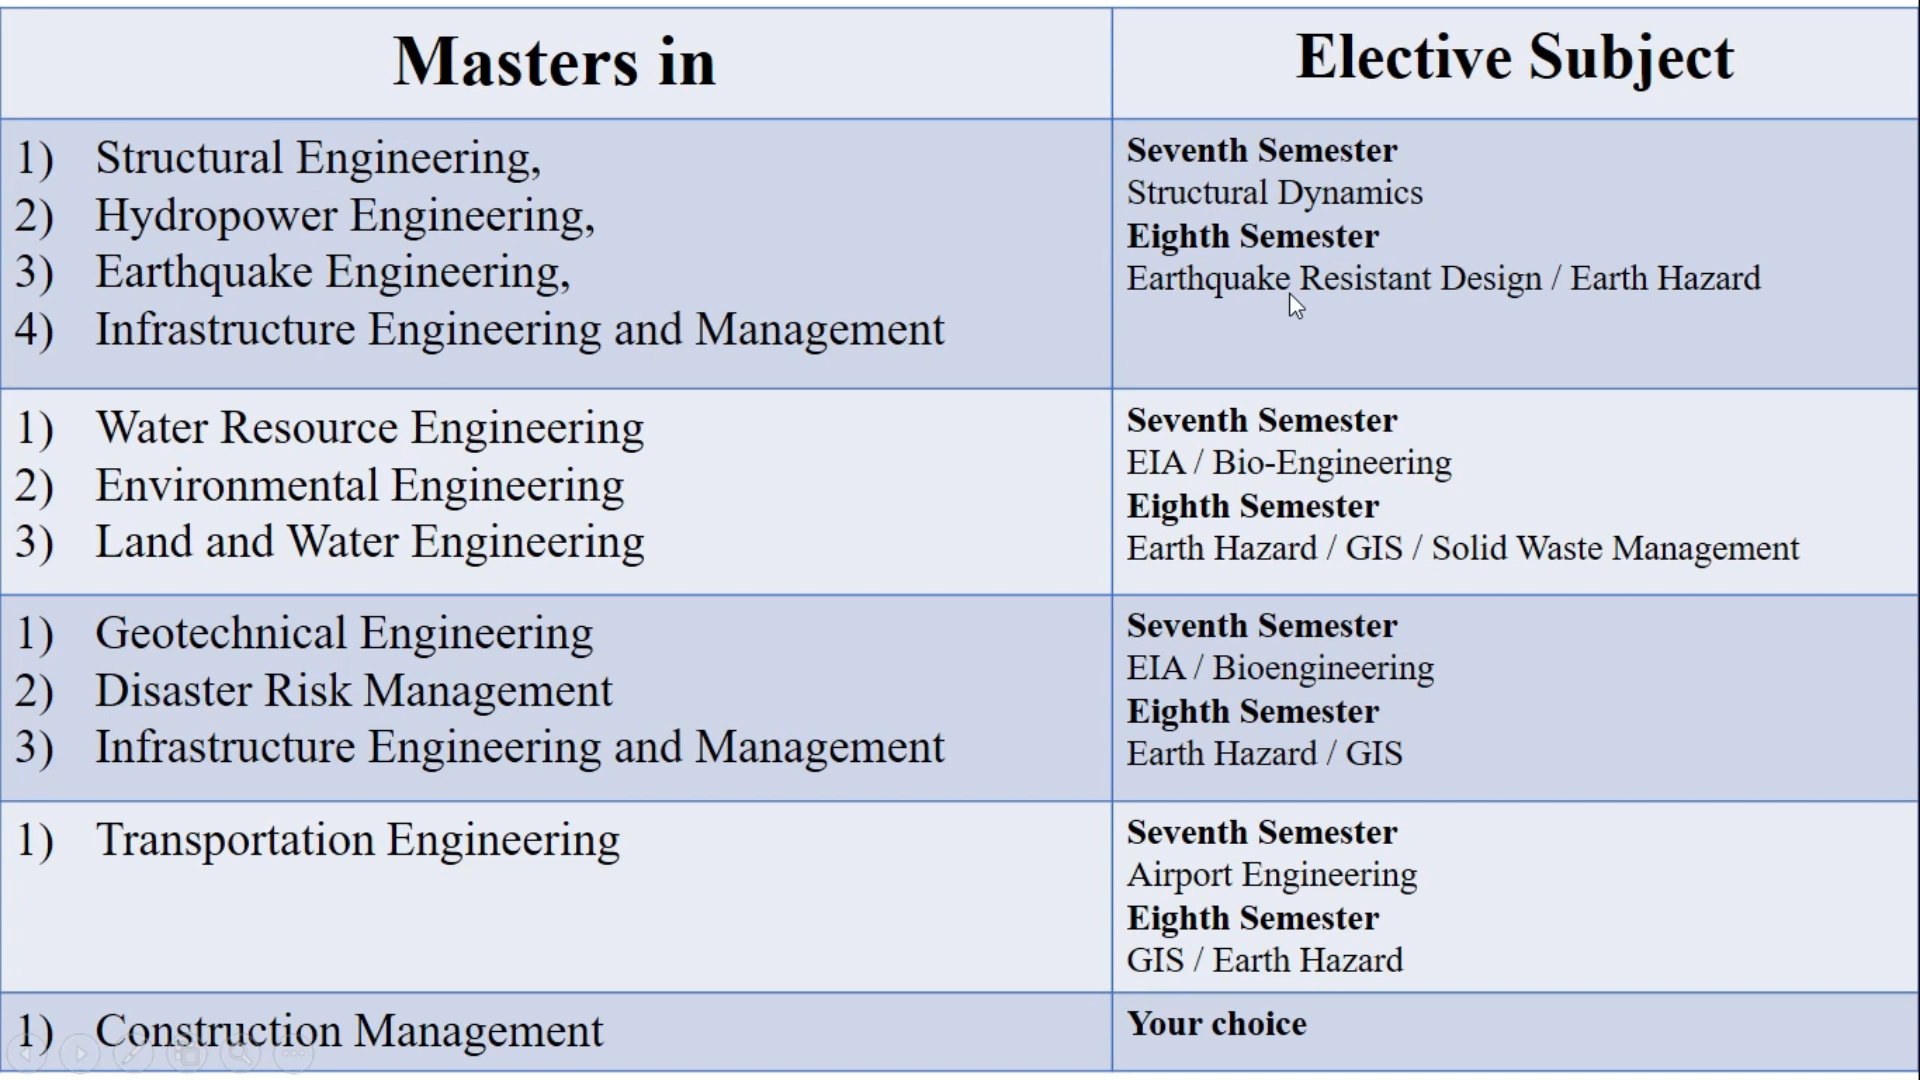 Masters in
Elective Subject
1) Structural Engineering,
2) Hydropower Engineering,
3) Earthquake Engineering,
4) Infrastructure Engineering and Management
Seventh Semester
Structural Dynamics
Eighth Semester
Earthquake Resistant Design / Earth Hazard
1) Water Resource Engineering
2) Environmental Engineering
3) Land and Water Engineering
Seventh Semester
EIA / Bio-Engineering
Eighth Semester
Earth Hazard / GIS / Solid Waste Management
1) Geotechnical Engineering
2) Disaster Risk Management
3) Infrastructure Engineering and Management
Seventh Semester
EIA / Bioengineering
Eighth Semester
Earth Hazard / GIS
1) Transportation Engineering
Seventh Semester
Airport Engineering
Eighth Semester
GIS / Earth Hazard
1) Construction Management
Your choice